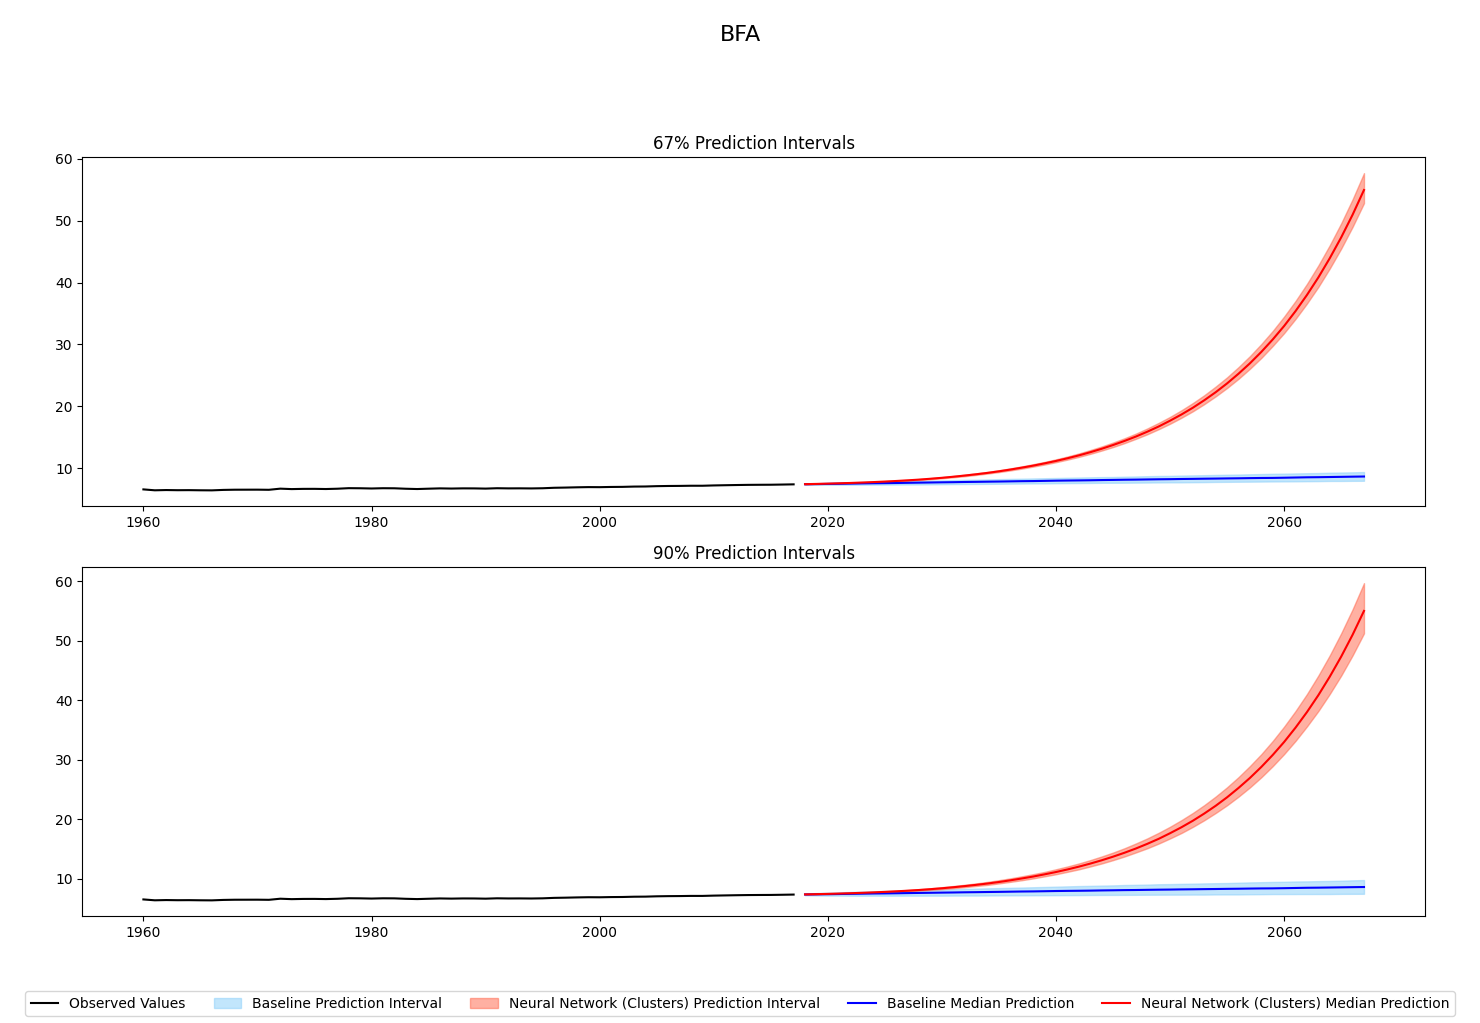 BFA
67% Prediction Intervals
60
50
40
30
20
10
1960 1980 2000 2020 2040 2060
90% Prediction Intervals
60
50
40
30
20
10
1960 1980 2000 2020 2040 2060
Observed Values Baseline Prediction Interval Neural Network (Clusters) Prediction Interval Baseline Median Prediction Neural Network (Clusters) Median Prediction